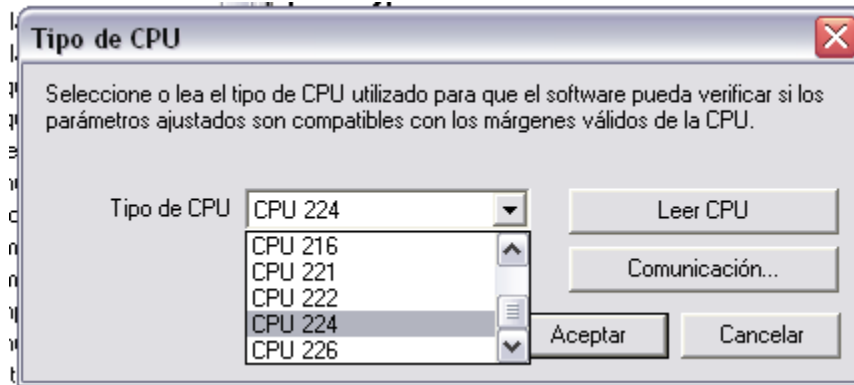 Tipo de CPU
Seleccione o lea el tipo de CPU utilizado para que el software pueda verificar si los
parámetros ajustados son compatibles con los márgenes válidos de la CPU.
Tipo de CPU CPU 224 Leer CPU
CPU 216
CPU 221
Comunicación...
CPU 222
CPU 224
Aceptar Cancelar
CPU 226